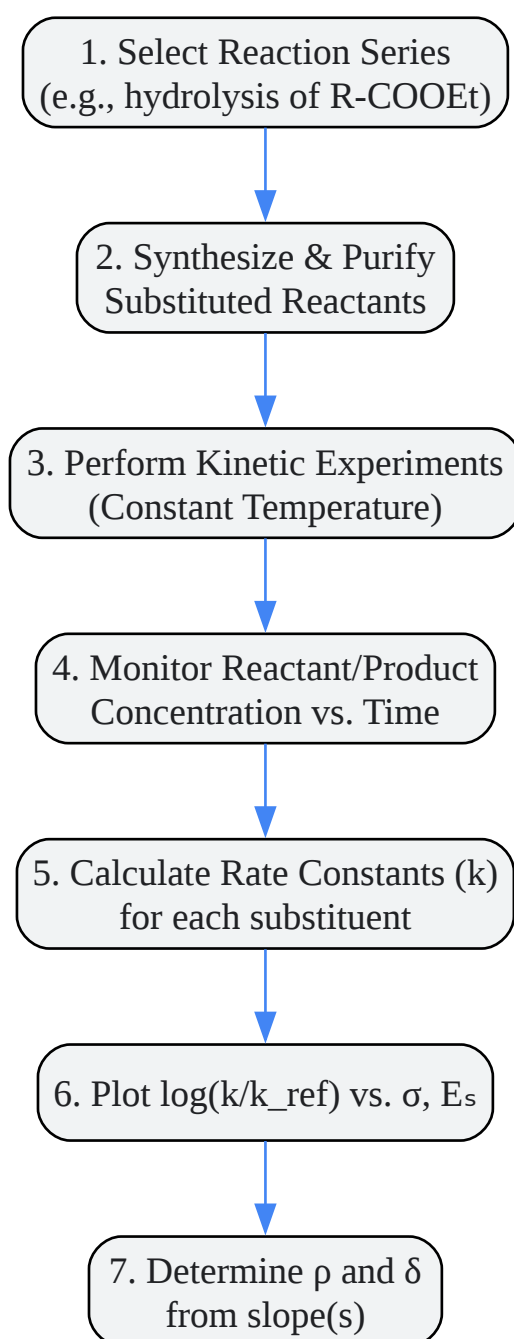 1. Select Reaction Series
(e.g., hydrolysis of R-COOEt)
2. Synthesize & Purify
Substituted Reactants
3. Perform Kinetic Experiments
(Constant Temperature)
4. Monitor Reactant/Product
Concentration vs. Time
5. Calculate Rate Constants (k)
for each substituent
6. Plot log(k/k_ref) vs. σ, Eₛ
7. Determine ρ and δ
from slope(s)